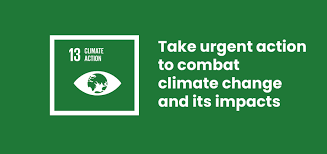 13 CLIMATE
ACTION
Take urgent action
to combat
climate change
and its impacts